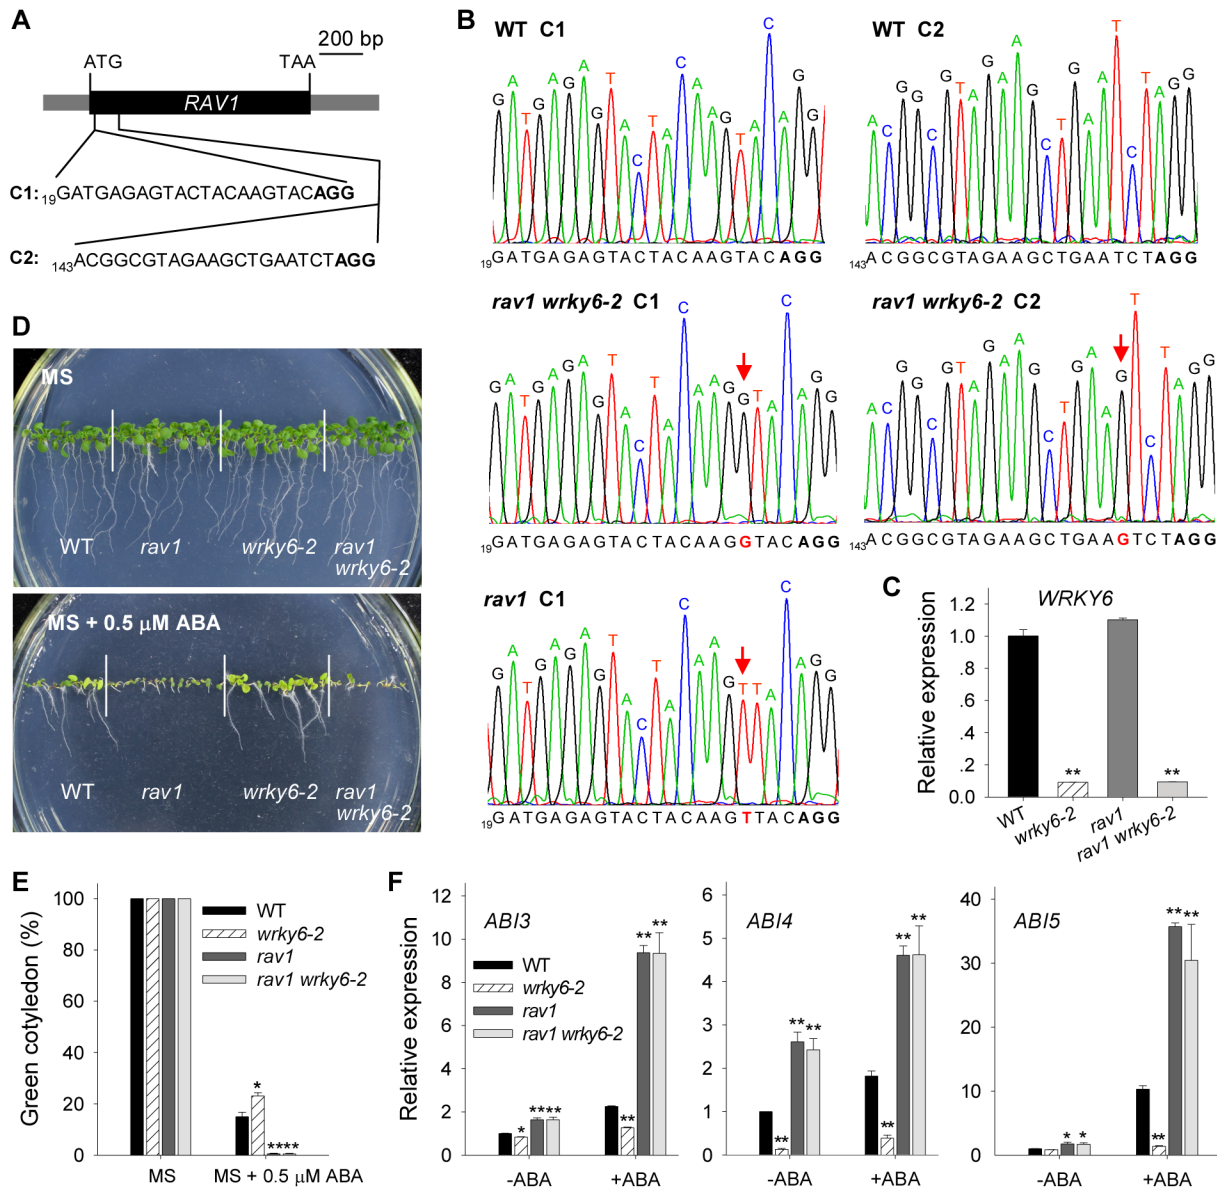 A
200 bp
ATG
TAA
RAV1
C1: 19GATGAGAGTACTACAAGTACAGG
C2: 143ACGGCGTAGAAGCTGAATCTAGG
B
WT C1
G A T G A G A G T A C T A C A A G T A C A G G
19GATGAGAGTACTACAAGTACAGG
WT C2
A C G G C G T A G A A G C T G A A T C T A G G
143ACGGCGTAGAAGCTGAATCTAGG
rav1 wrky6-2 C1
G A T G A G A G T A C T A C A A G G T A C A G G
19GATGAGAGTACTACAAGGTACAGG
rav1 wrky6-2 C2
A C G G C G T A G A A G C T G A A G T C T A G G
143ACGGCGTAGAAGCTGAAGTCTAGG
rav1 C1
G A T G A G A G T A C T A C A A G T T A C A G G
19GATGAGAGTACTACAAGTTACAGG
C
WRKY6
Relative expression
1.2
1.0
.8
.6
.4
.2
0.0
**
**
WT
wrky6-2
rav1
rav1 wrky6-2
D
MS
WT
rav1
wrky6-2
rav1
wrky6-2
MS + 0.5 μM ABA
WT
rav1
wrky6-2
rav1
wrky6-2
E
Green cotyledon (%)
100
80
60
40
20
0
WT
wrky6-2
rav1
rav1 wrky6-2
*
****
MS
MS + 0.5 μM ABA
F
Relative expression
12
10
8
6
4
2
0
ABI3
WT
wrky6-2
rav1
rav1 wrky6-2
*
****
**
**
**
-ABA
+ABA
6
5
4
3
2
1
0
ABI4
**
**
**
**
**
**
-ABA
+ABA
40
30
20
10
0
ABI5
*
*
**
**
**
-ABA
+ABA